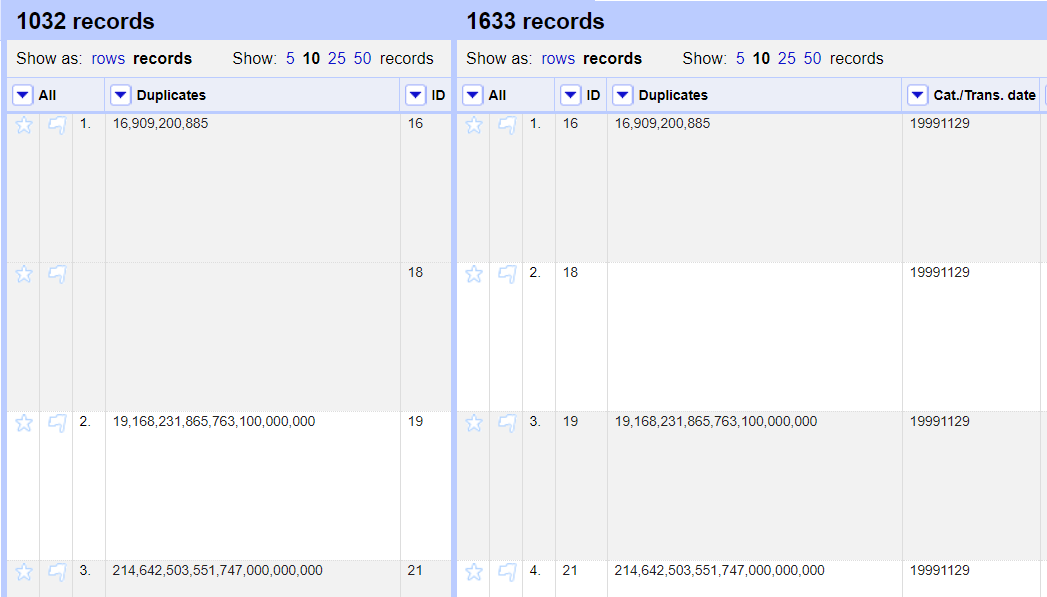 1032 records
Show as: rows records Show: 5 10 25 50 records
All Duplicates ID
1. 16,909,200,885 16
18
2. 19,168,231,865,763,100,000,000 19
3. 214,642,503,551,747,000,000,000 21
1633 records
Show as: rows records Show: 5 10 25 50 records
All ID Duplicates Cat./Trans. date
1. 16 16,909,200,885 19991129
2. 18 19991129
3. 19 19,168,231,865,763,100,000,000 19991129
4. 21 214,642,503,551,747,000,000,000 19991129